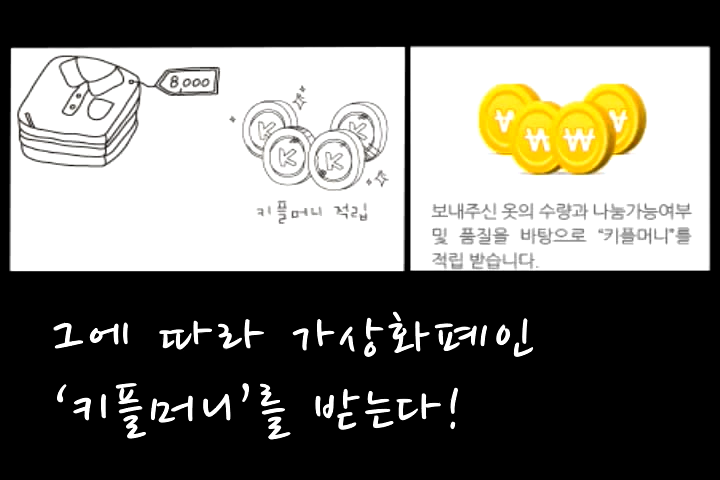 8,000
K K K K
키플머니 적립
₩ ₩ ₩ ₩
보내주신 옷의 수량과 나눔가능여부
및 품질을 바탕으로 “키플머니”를
적립 받습니다.
그에 따라 가상화폐인
‘키플머니’를 받는다!